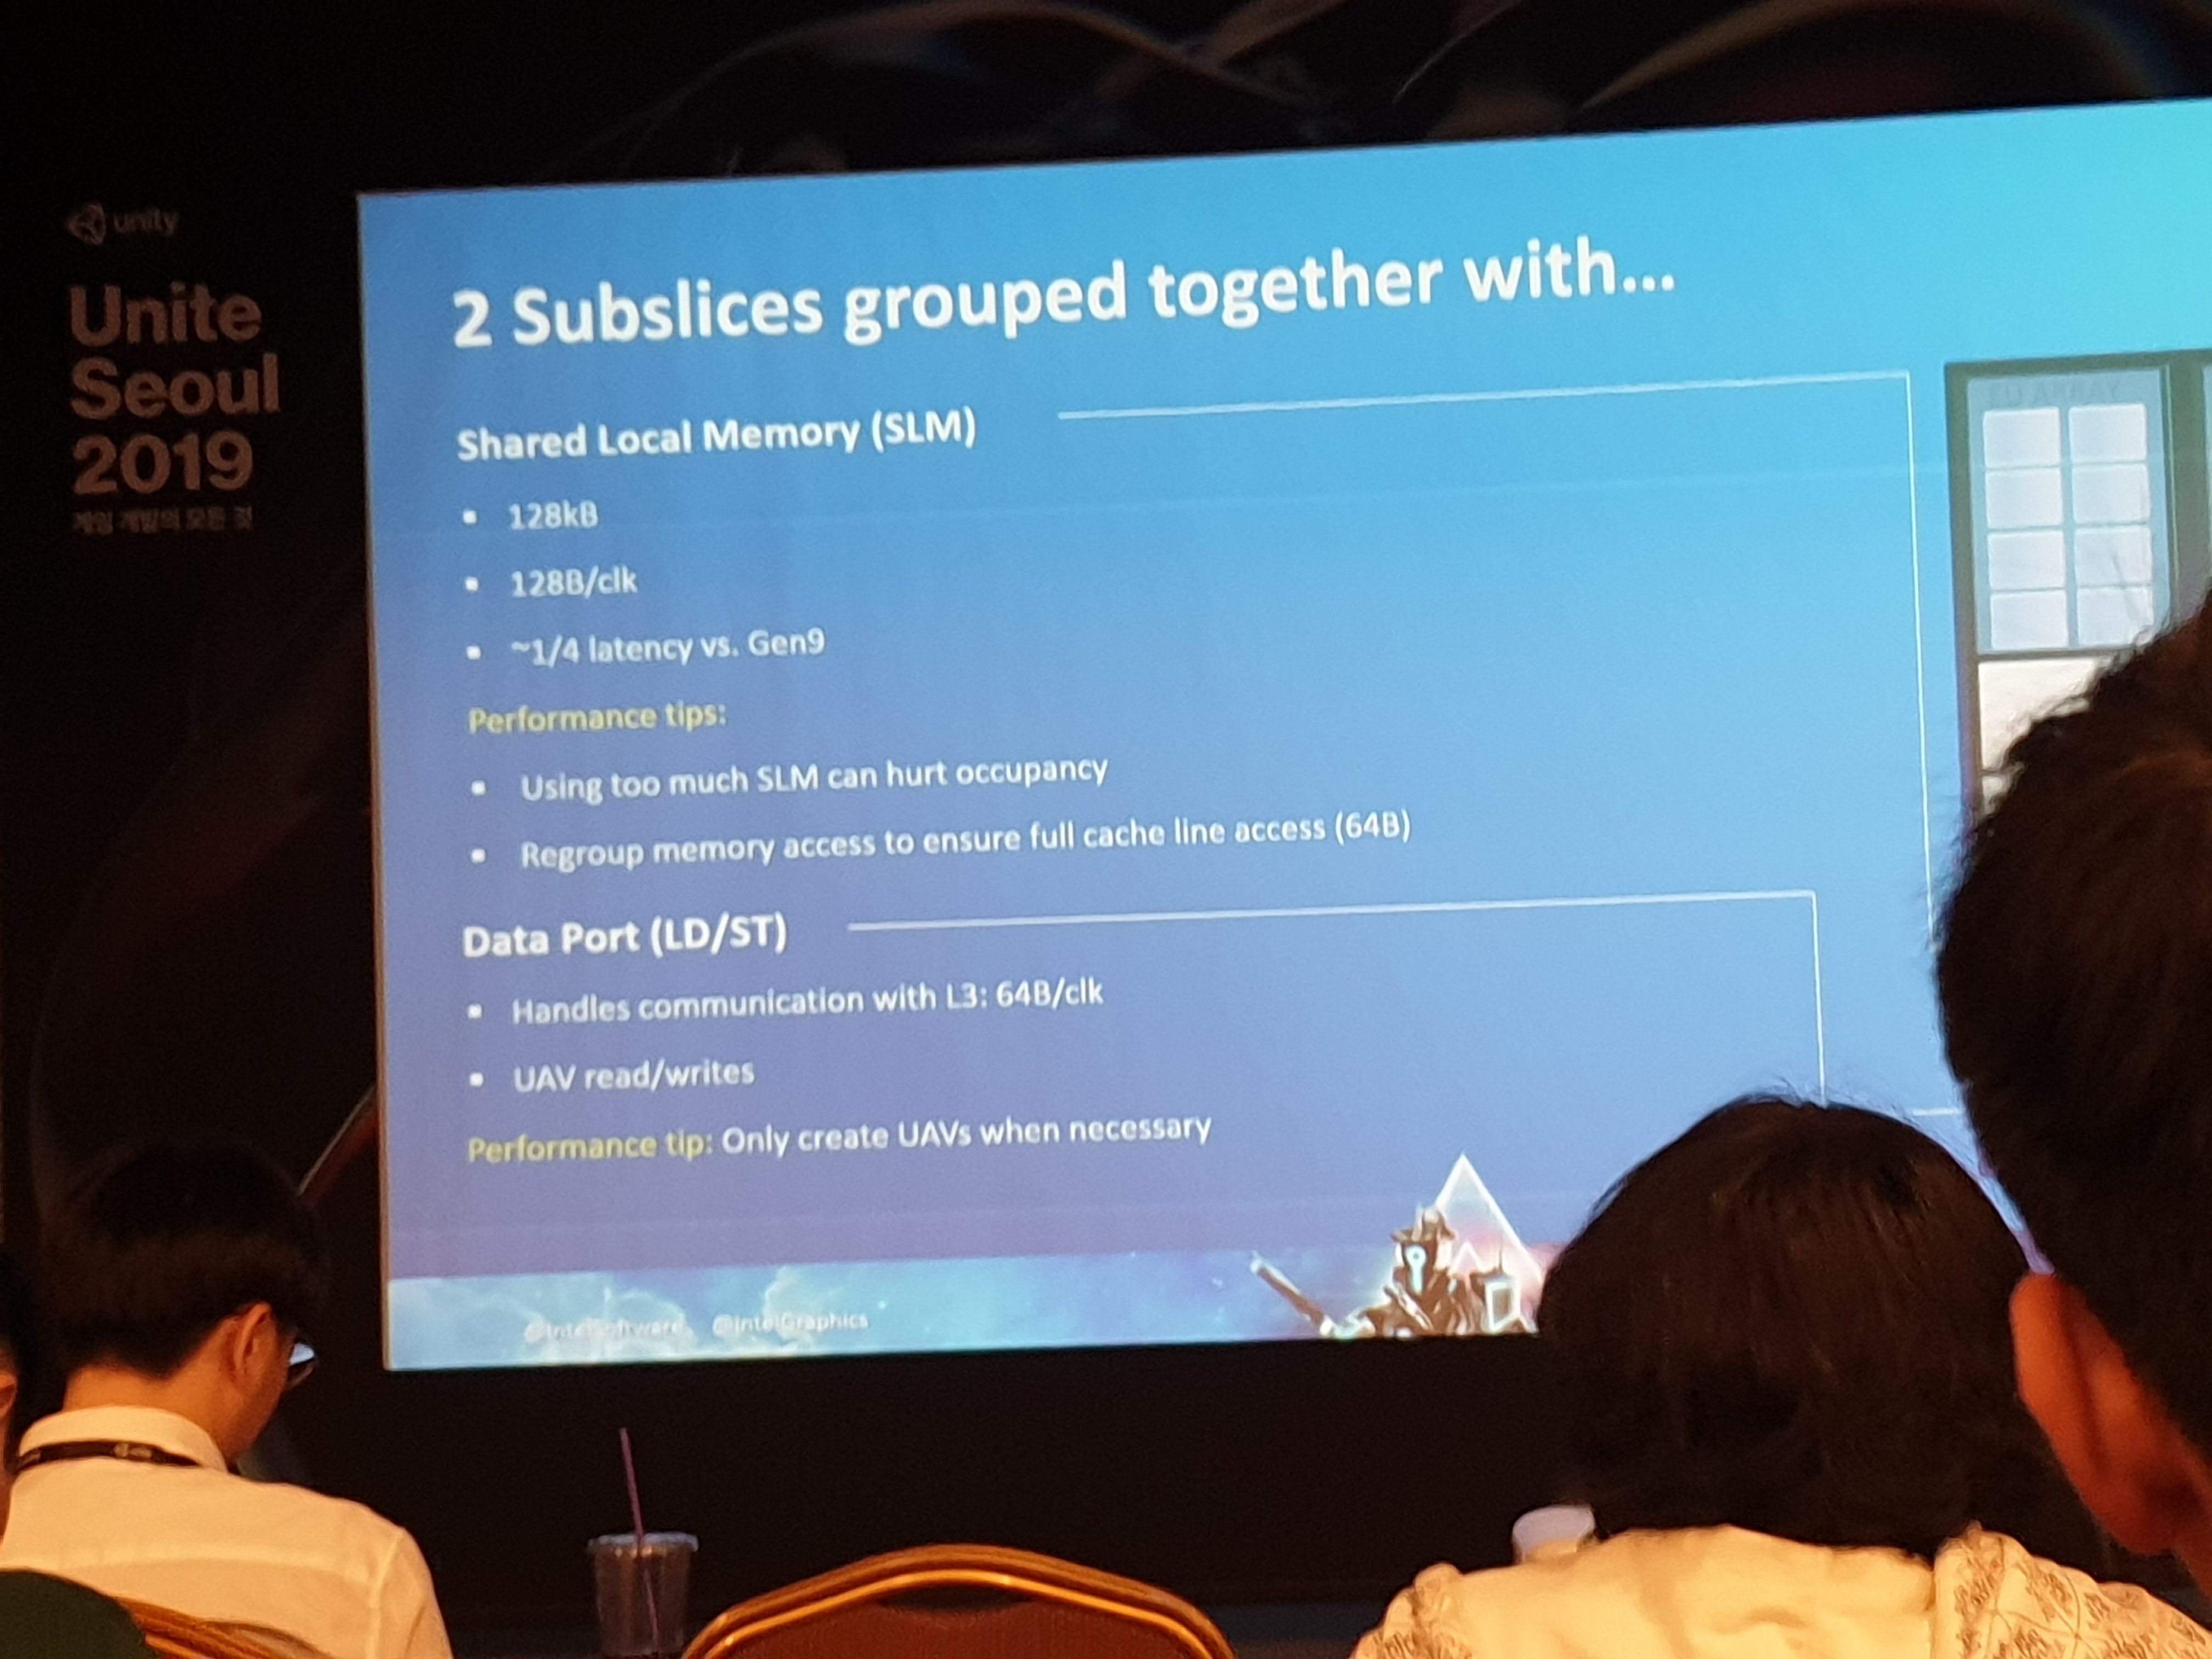 unity
Unite
Seoul
2019
게임 개발의 모든 것
2 Subslices grouped together with...
Shared Local Memory (SLM)
▪ 128kB
▪ 128B/clk
▪ ~1/4 latency vs. Gen9
Performance tips:
▪ Using too much SLM can hurt occupancy
▪ Regroup memory access to ensure full cache line access (64B)
Data Port (LD/ST)
▪ Handles communication with L3: 64B/clk
▪ UAV read/writes
Performance tip: Only create UAVs when necessary
@IntelSoftware @IntelGraphics
EU ARRAY